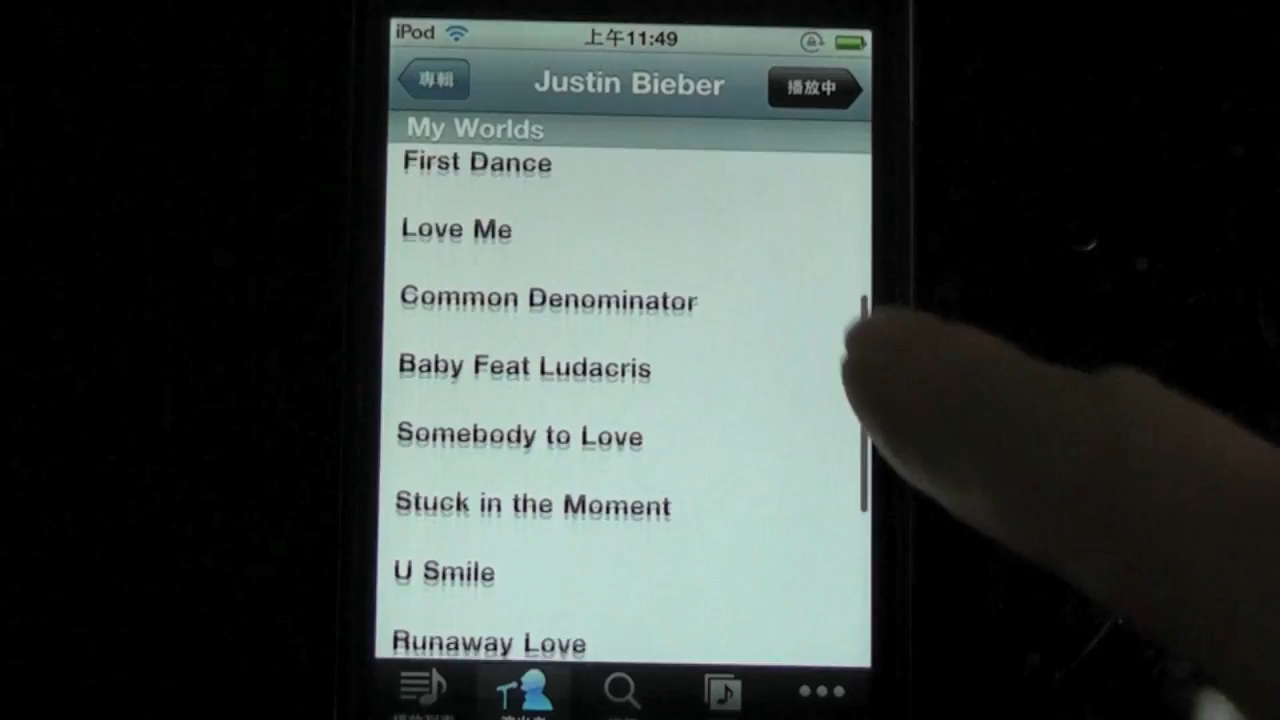 iPod 上午11:49
專輯 Justin Bieber 播放中
My Worlds
First Dance
Love Me
Common Denominator
Baby Feat Ludacris
Somebody to Love
Stuck in the Moment
U Smile
Runaway Love